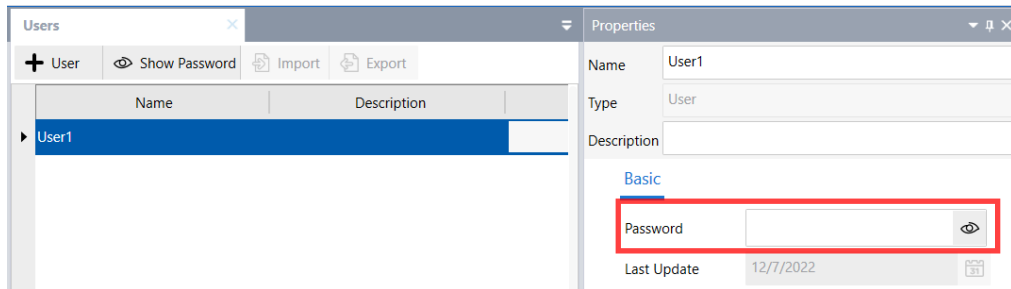 Users
User Show Password Import Export
Name Description
User1
Properties
Name User1
Type User
Description
Basic
Password
Last Update 12/7/2022
31